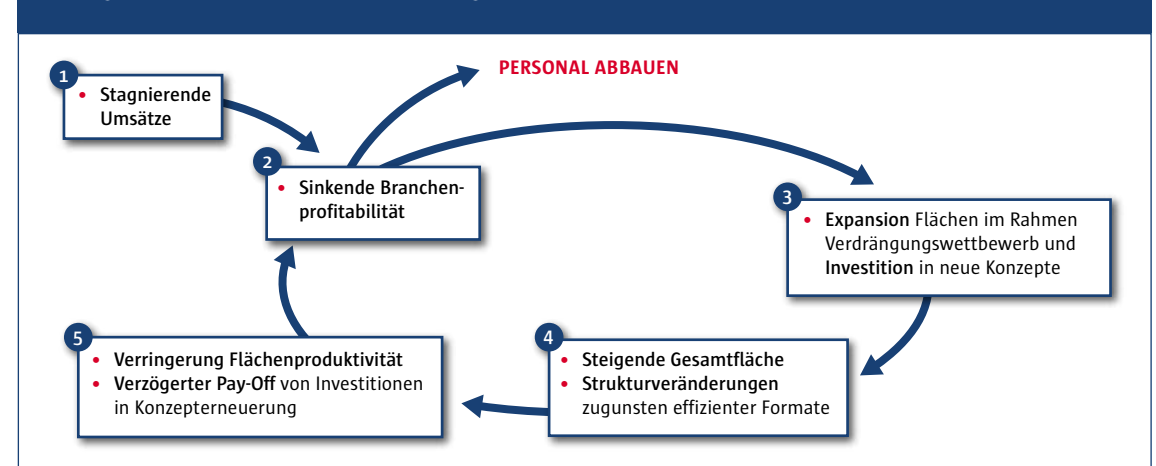 PERSONAL ABBAUEN
1
• Stagnierende
Umsätze
2
• Sinkende Branchen-
profitabilität
3
• Expansion Flächen im Rahmen
Verdrängungswettbewerb und
Investition in neue Konzepte
4
• Steigende Gesamtfläche
• Strukturveränderungen
zugunsten effizienter Formate
5
• Verringerung Flächenproduktivität
• Verzögerter Pay-Off von Investitionen
in Konzepterneuerung